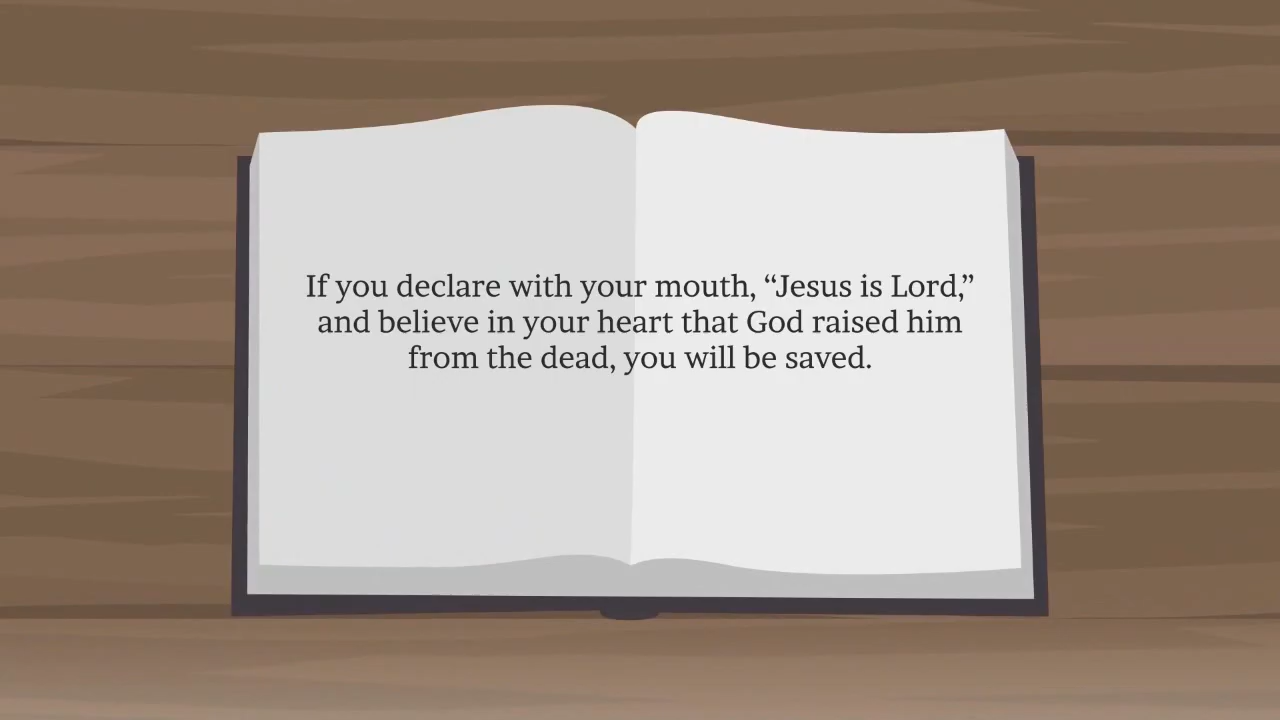 If you declare with your mouth, “Jesus is Lord,”
and believe in your heart that God raised him
from the dead, you will be saved.